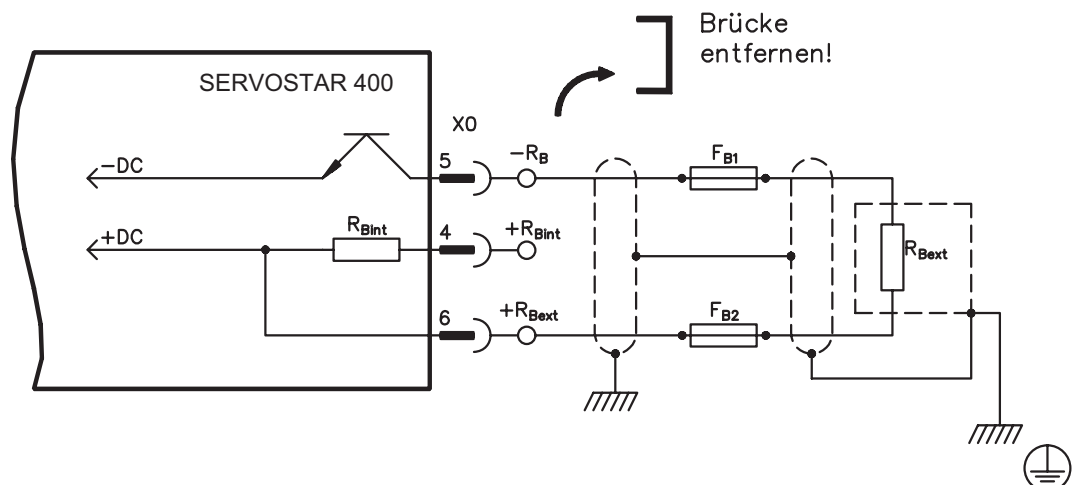 Brücke
entfernen!
SERVOSTAR 400
X0
-DC
5
-RB
FB1
+DC
RBint
4
+RBint
RBext
6
+RBext
FB2